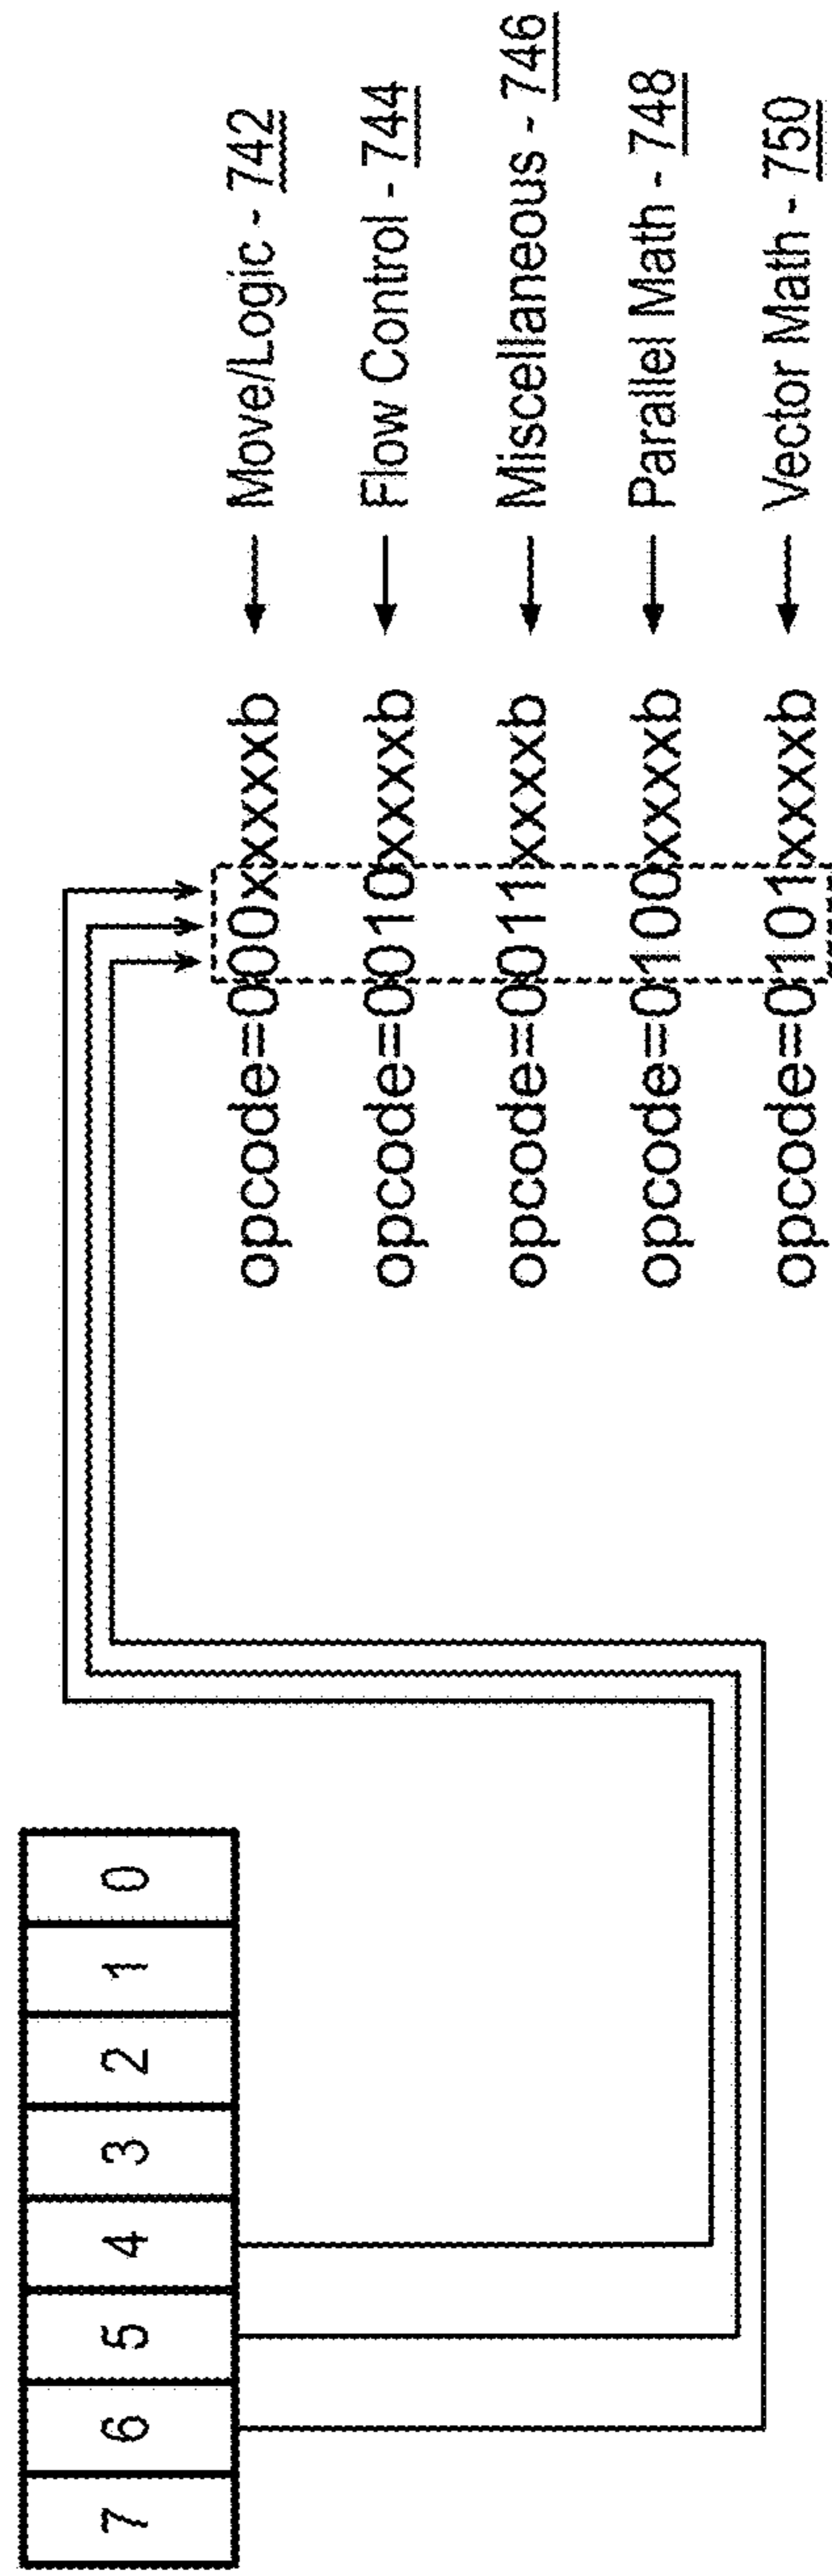 7 6 5 4 3 2 1 0
opcode=000xxxxxb ← Move/Logic - 742
opcode=0010xxxxb ← Flow Control - 744
opcode=0011xxxxb ← Miscellaneous - 746
opcode=0100xxxxb ← Parallel Math - 748
opcode=0101xxxxb ← Vector Math - 750